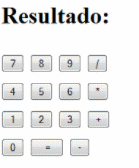 Resultado:
7 8 9 /
4 5 6 *
1 2 3 +
0 = -